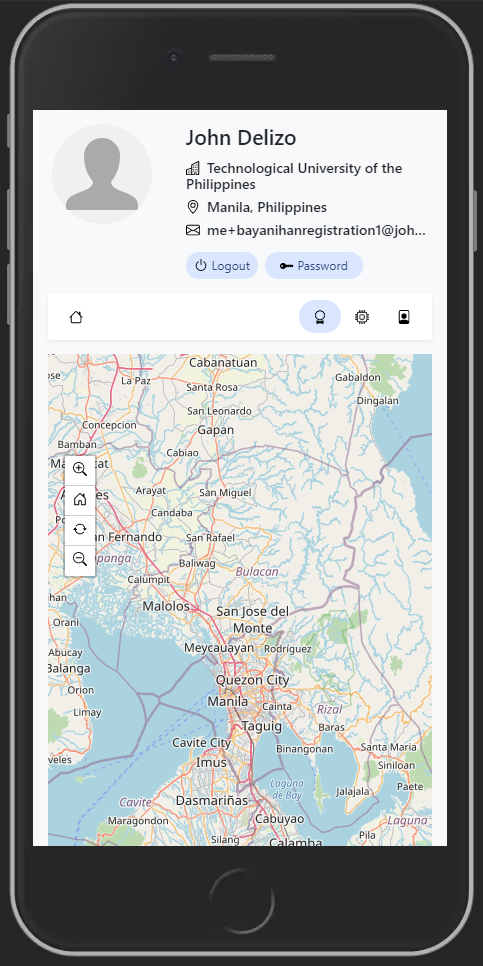 John Delizo
Technological University of the
Philippines
Manila, Philippines
me+bayanihanregistration1@joh...
Logout
Password
Cabanatuan
La Paz
Santa Rosa
Gabaldon
Dingalan
San Leonardo
Concepcion
Gapan
Bamban
Cabiao
Arayat
San Miguel
Candaba
an Fernando
San Rafael
Baliwag
panga
Bulacan
Calumpit
Malolos
San Jose del
Monte
Orani
Meycauayan
Rodriguez
Abucay
Balanga
Quezon City
Orion
Manila
Cainta
Rizal
Limay
Taguig
Baras
Cavite City
Binangonan
Santa Maria
veles
Imus
Siniloan
Laguna
de Bay
Paete
Jalajala
Cavite
Dasmariñas
Maragondon
Cabuyao
Laguna
Pila
Silang
Calamba